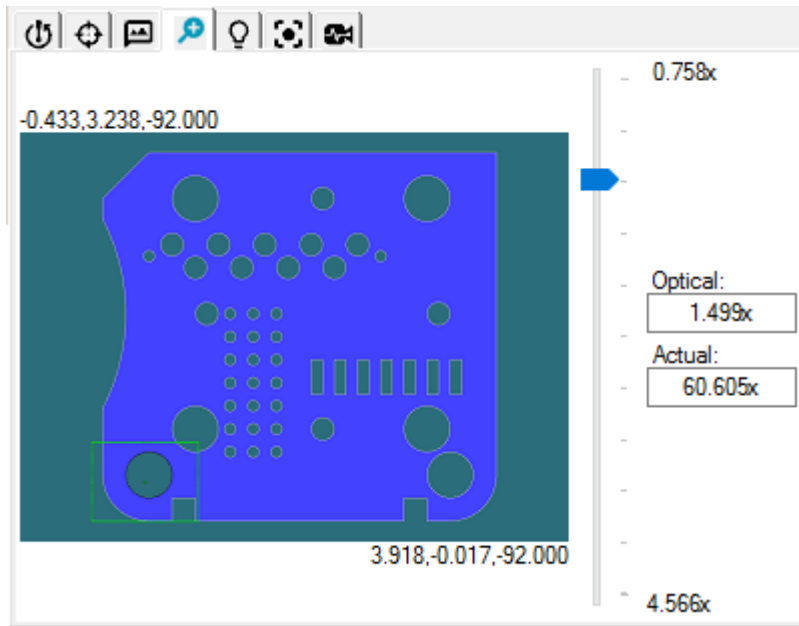 0.758x
-0.433,3.238,-92.000
Optical:
1.499x
Actual:
60.605x
3.918,-0.017,-92.000
4.566x